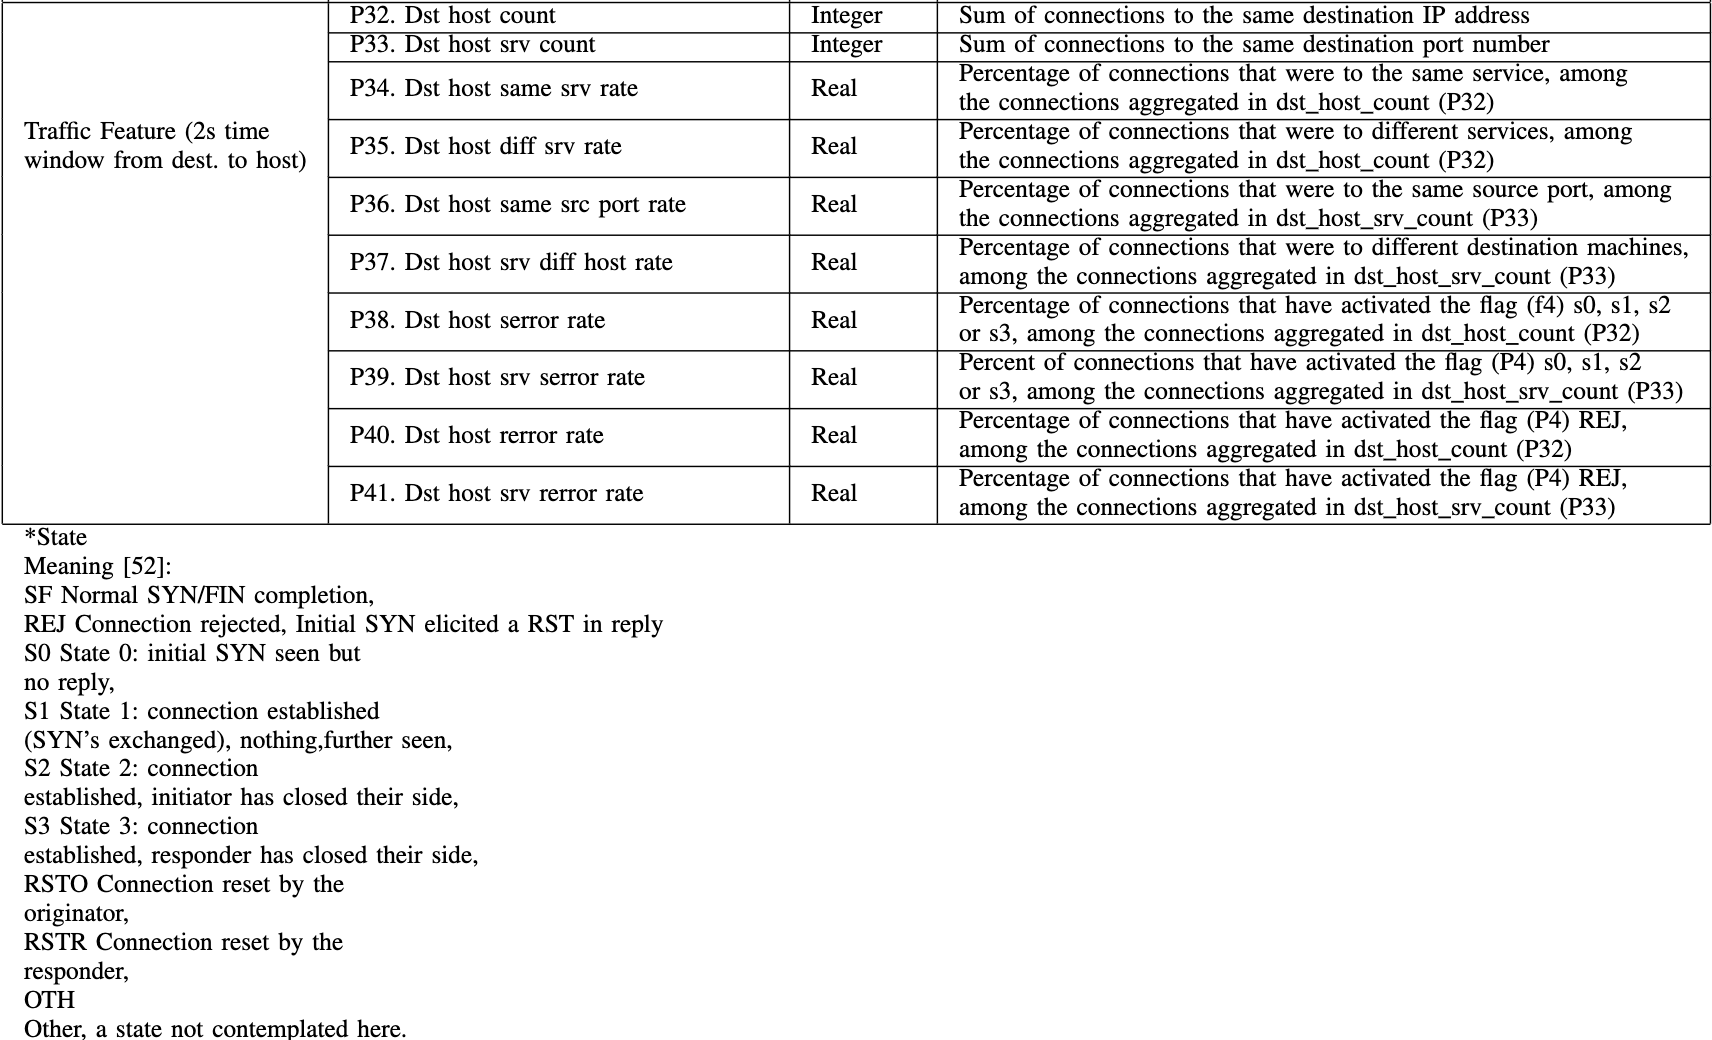 P32. Dst host count Integer Sum of connections to the same destination IP address
P33. Dst host srv count Integer Sum of connections to the same destination port number
P34. Dst host same srv rate Real Percentage of connections that were to the same service, among
the connections aggregated in dst_host_count (P32)
Traffic Feature (2s time
window from dest. to host)
P35. Dst host diff srv rate Real Percentage of connections that were to different services, among
the connections aggregated in dst_host_count (P32)
P36. Dst host same src port rate Real Percentage of connections that were to the same source port, among
the connections aggregated in dst_host_srv_count (P33)
P37. Dst host srv diff host rate Real Percentage of connections that were to different destination machines,
among the connections aggregated in dst_host_srv_count (P33)
P38. Dst host serror rate Real Percentage of connections that have activated the flag (f4) s0, s1, s2
or s3, among the connections aggregated in dst_host_count (P32)
P39. Dst host srv serror rate Real Percent of connections that have activated the flag (P4) s0, s1, s2
or s3, among the connections aggregated in dst_host_srv_count (P33)
P40. Dst host rerror rate Real Percentage of connections that have activated the flag (P4) REJ,
among the connections aggregated in dst_host_count (P32)
P41. Dst host srv rerror rate Real Percentage of connections that have activated the flag (P4) REJ,
among the connections aggregated in dst_host_srv_count (P33)
*State
Meaning [52]:
SF Normal SYN/FIN completion,
REJ Connection rejected, Initial SYN elicited a RST in reply
S0 State 0: initial SYN seen but
no reply,
S1 State 1: connection established
(SYN's exchanged), nothing,further seen,
S2 State 2: connection
established, initiator has closed their side,
S3 State 3: connection
established, responder has closed their side,
RSTO Connection reset by the
originator,
RSTR Connection reset by the
responder,
OTH
Other, a state not contemplated here.